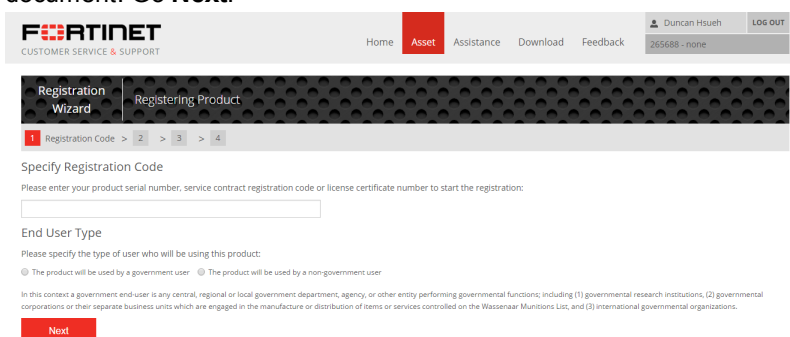 document. Go Next.
FORTINET
CUSTOMER SERVICE & SUPPORT
Home Asset Assistance Download Feedback
Duncan Hsueh LOG OUT
265688 - none
Registration
Wizard
Registering Product
1 Registration Code > 2 > 3 > 4
Specify Registration Code
Please enter your product serial number, service contract registration code or license certificate number to start the registration:
End User Type
Please specify the type of user who will be using this product:
The product will be used by a government user The product will be used by a non-government user
In this context a government end-user is any central, regional or local government department, agency, or other entity performing governmental functions; including (1) governmental research institutions, (2) governmental
corporations or their separate business units which are engaged in the manufacture or distribution of items or services controlled on the Wassenaar Munitions List, and (3) international governmental organizations.
Next